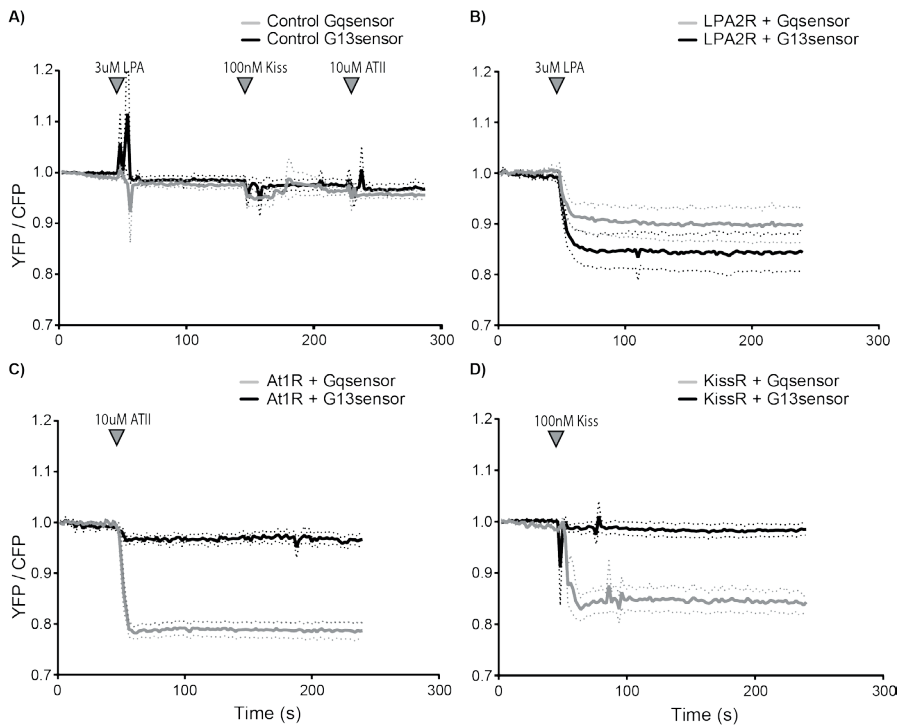 A)
Control Gqsensor
Control G13sensor
3uM LPA
100nM Kiss
10uM ATII
1.2
1.1
1.0
0.9
0.8
0.7
YFP / CFP
0
100
200
300
B)
LPA2R + Gqsensor
LPA2R + G13sensor
3uM LPA
1.2
1.1
1.0
0.9
0.8
0.7
0
100
200
300
C)
At1R + Gqsensor
At1R + G13sensor
10uM ATII
1.2
1.1
1.0
0.9
0.8
0.7
YFP / CFP
0
100
200
300
Time (s)
D)
KissR + Gqsensor
KissR + G13sensor
100nM Kiss
1.2
1.1
1.0
0.9
0.8
0.7
0
100
200
300
Time (s)